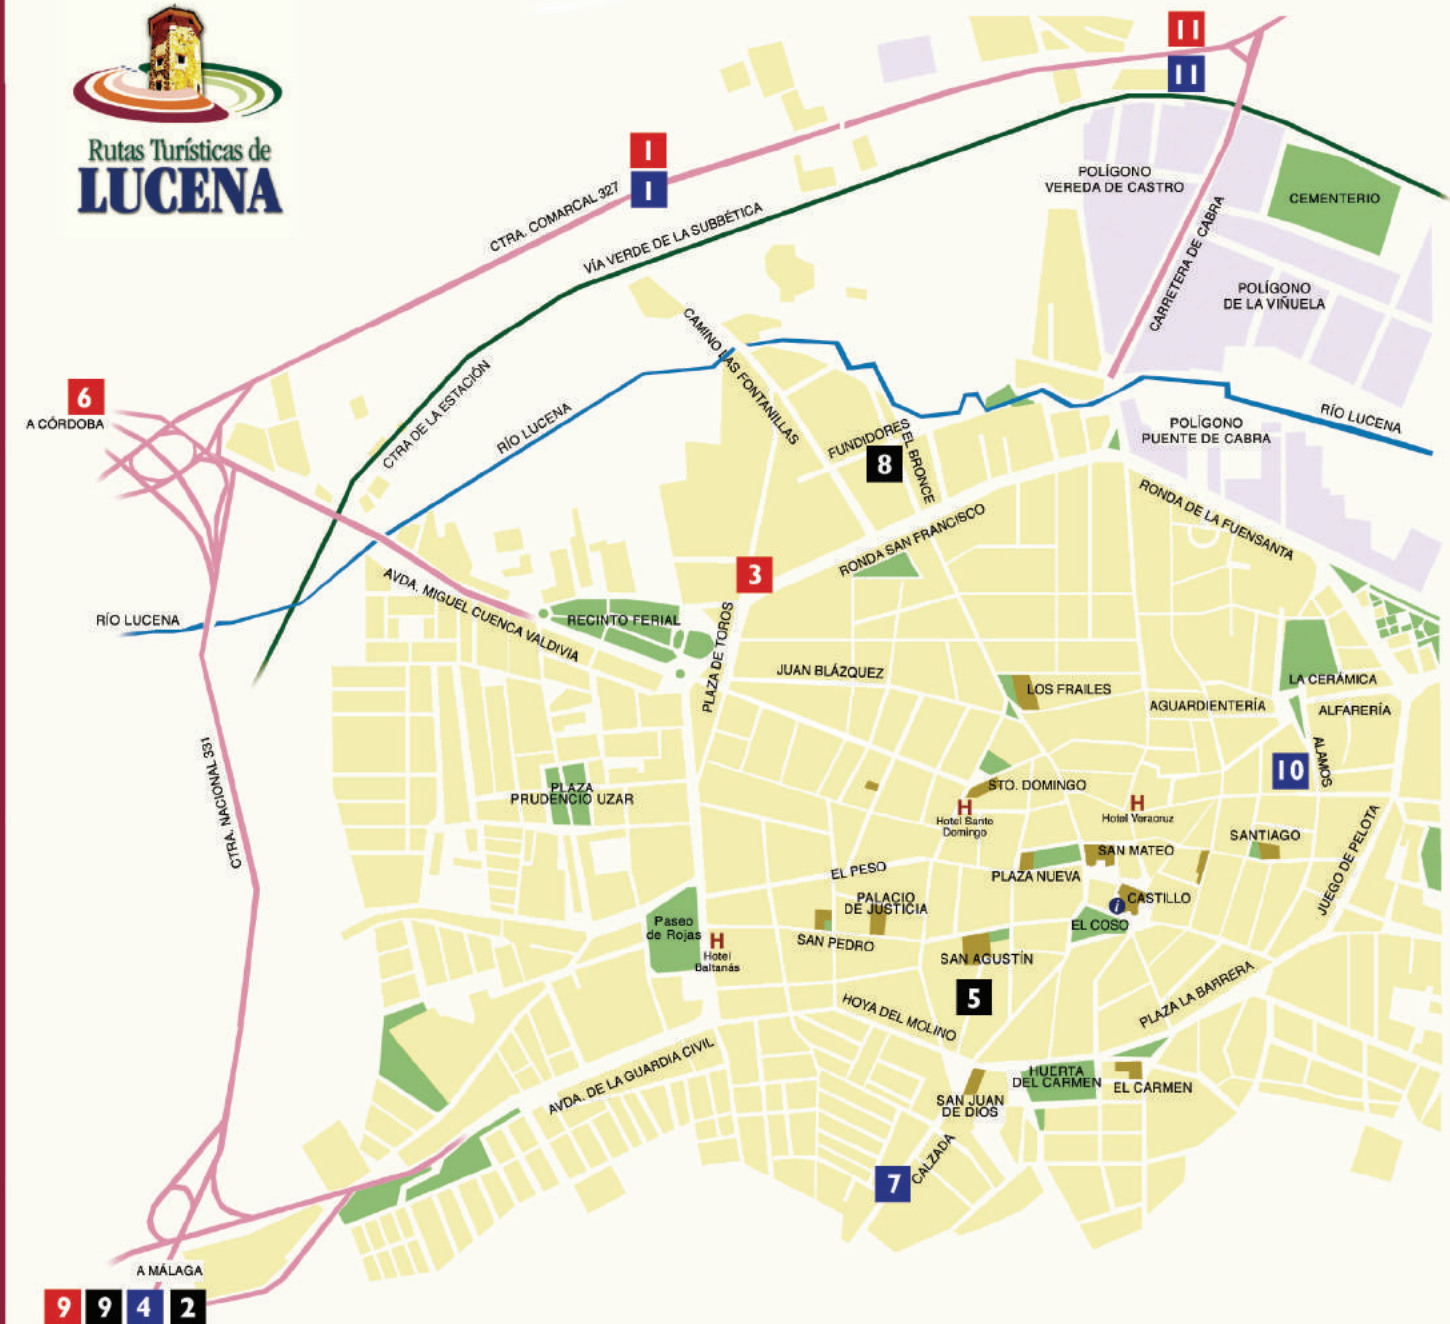 Rutas Turísticas de
LUCENA
11
11
1
1
CTRA. COMARCAL 327
VÍA VERDE DE LA SUBBÉTICA
POLÍGONO
VEREDA DE CASTRO
CEMENTERIO
CARRETERA DE CABRA
POLÍGONO
DE LA VIÑUELA
6
A CÓRDOBA
CTRA DE LA ESTACIÓN
RÍO LUCENA
CAMINO LAS FONTANILLAS
FUNDIDORES
EL BRONCE
8
POLÍGONO
PUENTE DE CABRA
RÍO LUCENA
RONDA DE LA FUENSANTA
RONDA SAN FRANCISCO
3
AVDA. MIGUEL CUENCA VALDIVIA
RÍO LUCENA
RECINTO FERIAL
PLAZA DE TOROS
JUAN BLÁZQUEZ
LOS FRAILES
AGUARDIENTERÍA
LA CERÁMICA
ALFARERÍA
ALAMOS
10
CTRA. NACIONAL 331
PLAZA
PRUDENCIO UZAR
STO. DOMINGO
H
Hotel Santo
Domingo
H
Hotel Veracruz
SANTIAGO
JUEGO DE PELOTA
SAN MATEO
PLAZA NUEVA
EL PESO
PALACIO
DE JUSTICIA
i
CASTILLO
EL COSO
Paseo
de Rojas
H
Hotel
Baltanás
SAN PEDRO
SAN AGUSTÍN
5
HOYA DEL MOLINO
PLAZA LA BARRERA
AVDA. DE LA GUARDIA CIVIL
HUERTA
DEL CARMEN
EL CARMEN
SAN JUAN
DE DIOS
CALZADA
7
A MÁLAGA
9 9 4 2